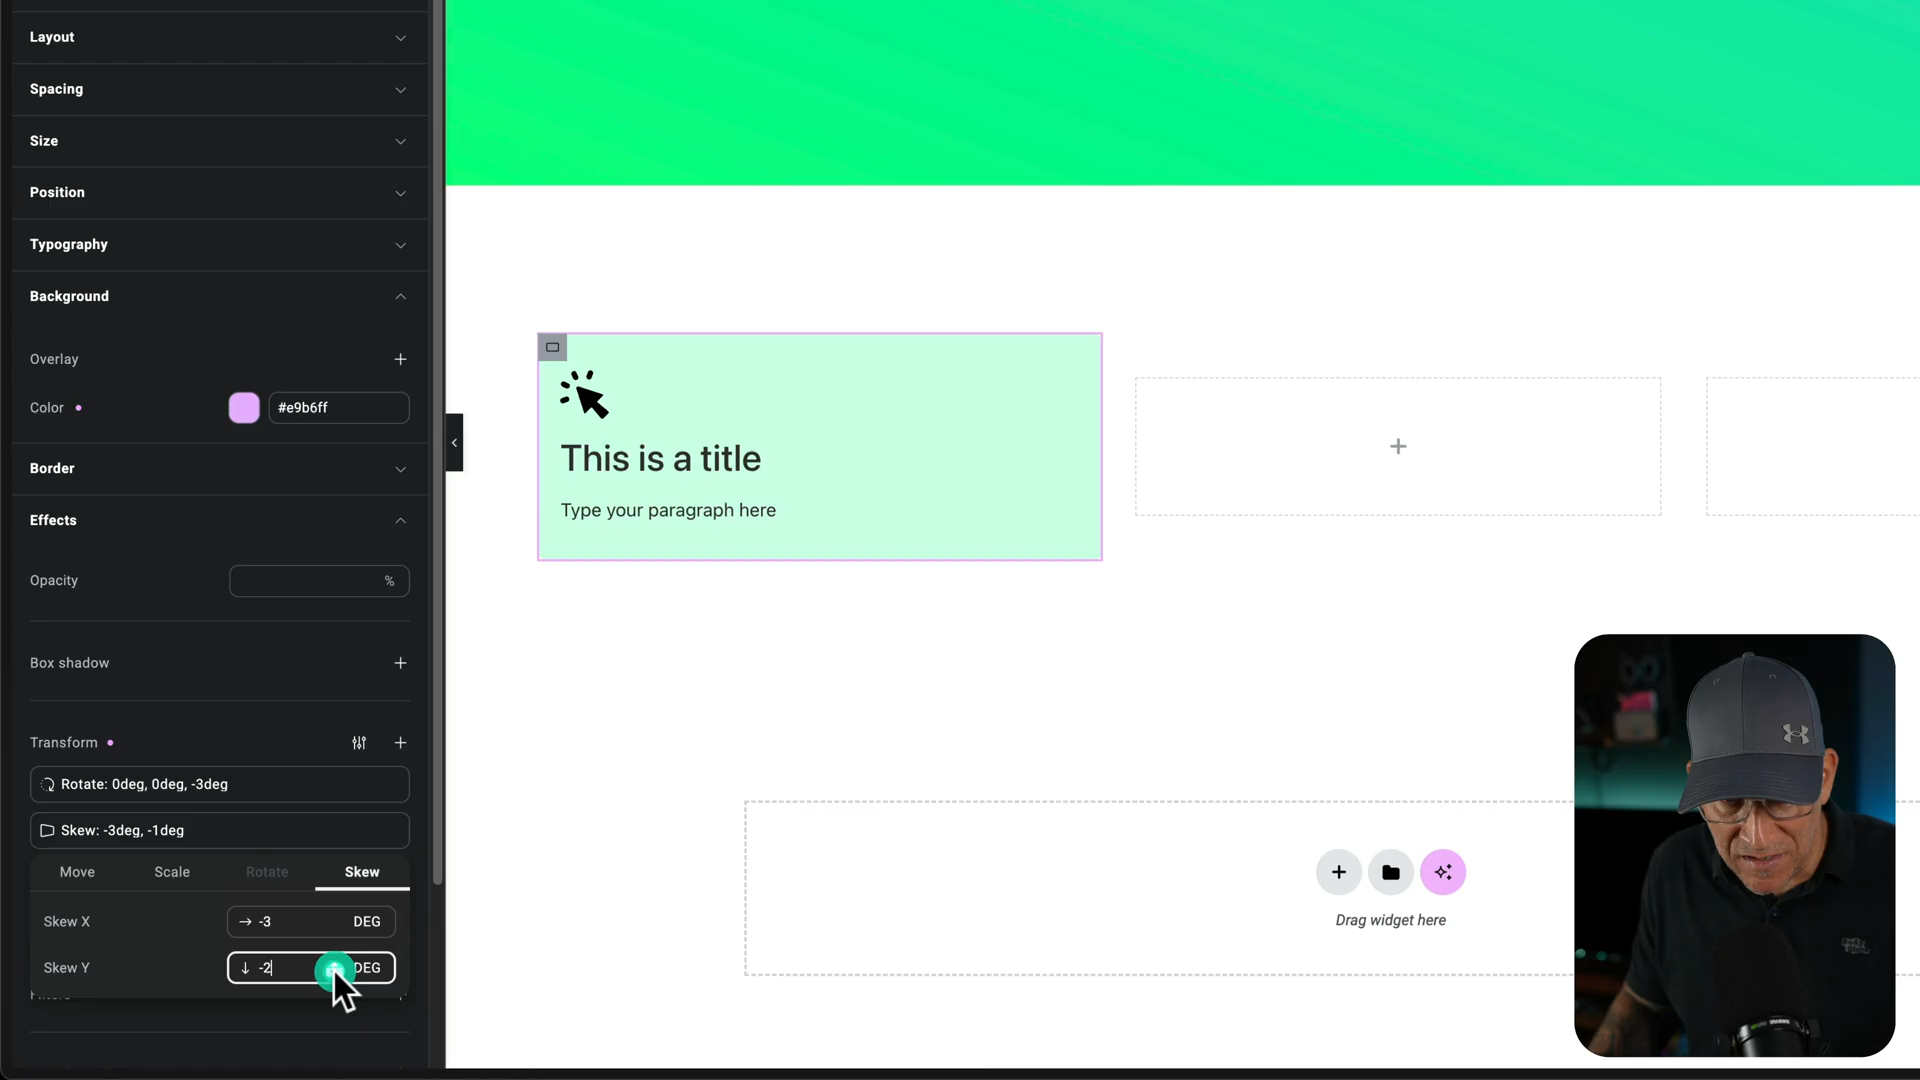 Layout
Spacing
Size
Position
Typography
Background
Overlay
Color
#e9b6ff
Border
Effects
Opacity
%
Box shadow
Transform
Rotate: 0deg, 0deg, -3deg
Skew: -3deg, -1deg
Move Scale Rotate Skew
Skew X
-3 DEG
Skew Y
-2 DEG
Filters
This is a title
Type your paragraph here
Drag widget here